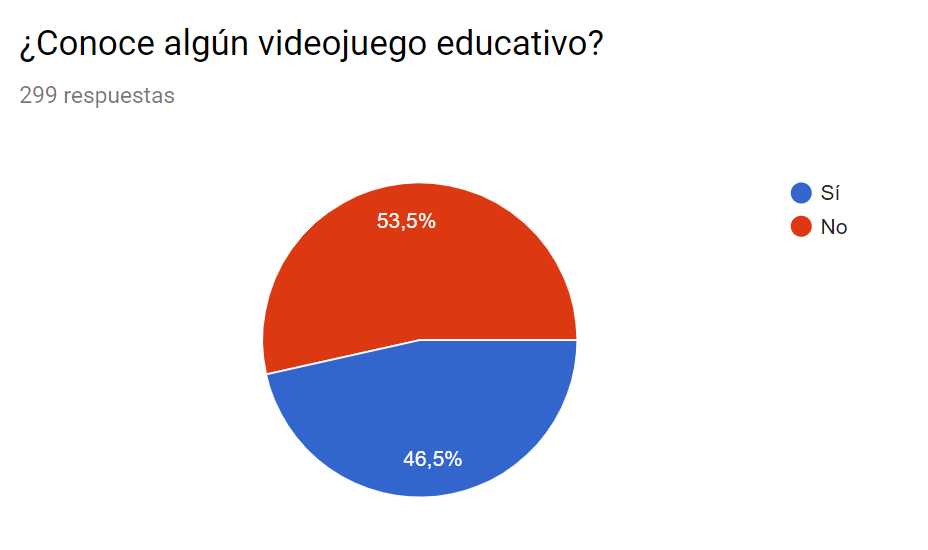 ¿Conoce algún videojuego educativo?
299 respuestas
Sí
No
53,5%
46,5%